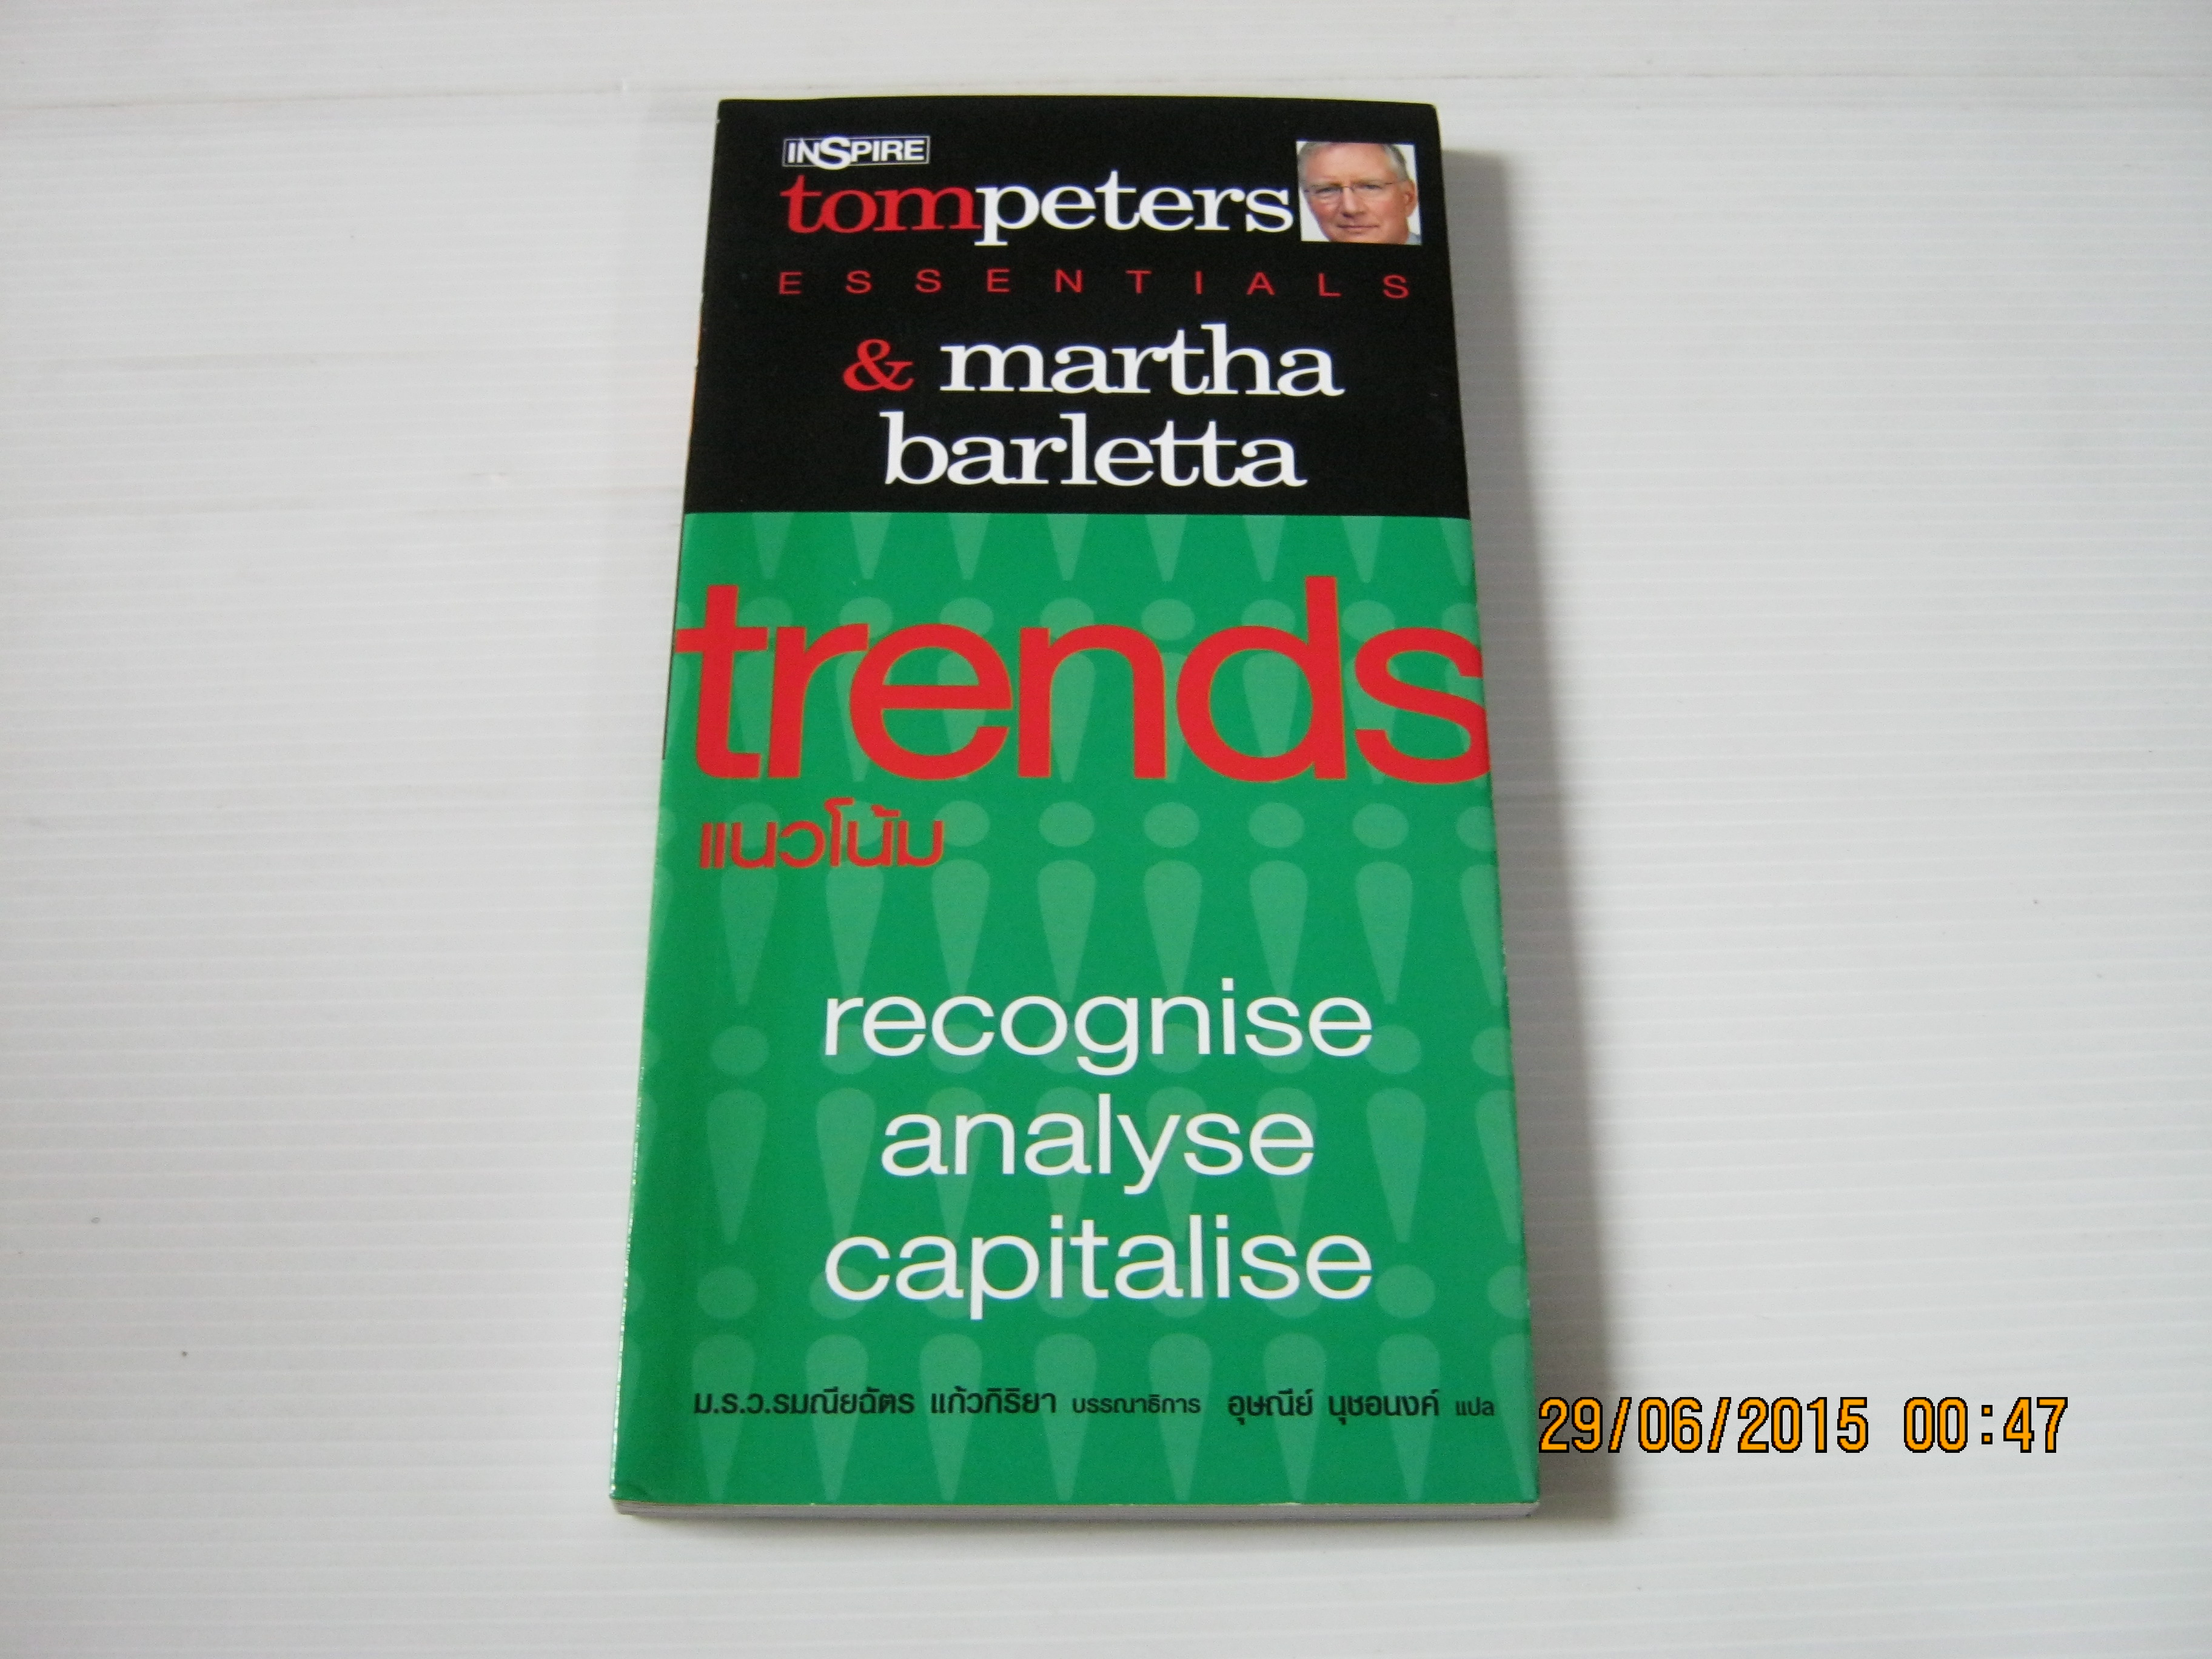 INSPIRE
tompeters
ESSENTIALS
& martha
barletta
trends
แนวโน้ม
recognise
analyse
capitalise
ม.ร.ว.รมณียฉัตร แก้วกิริยา บรรณาธิการ อุษณีย์ นุชอนงค์ แปล
29/06/2015 00:47